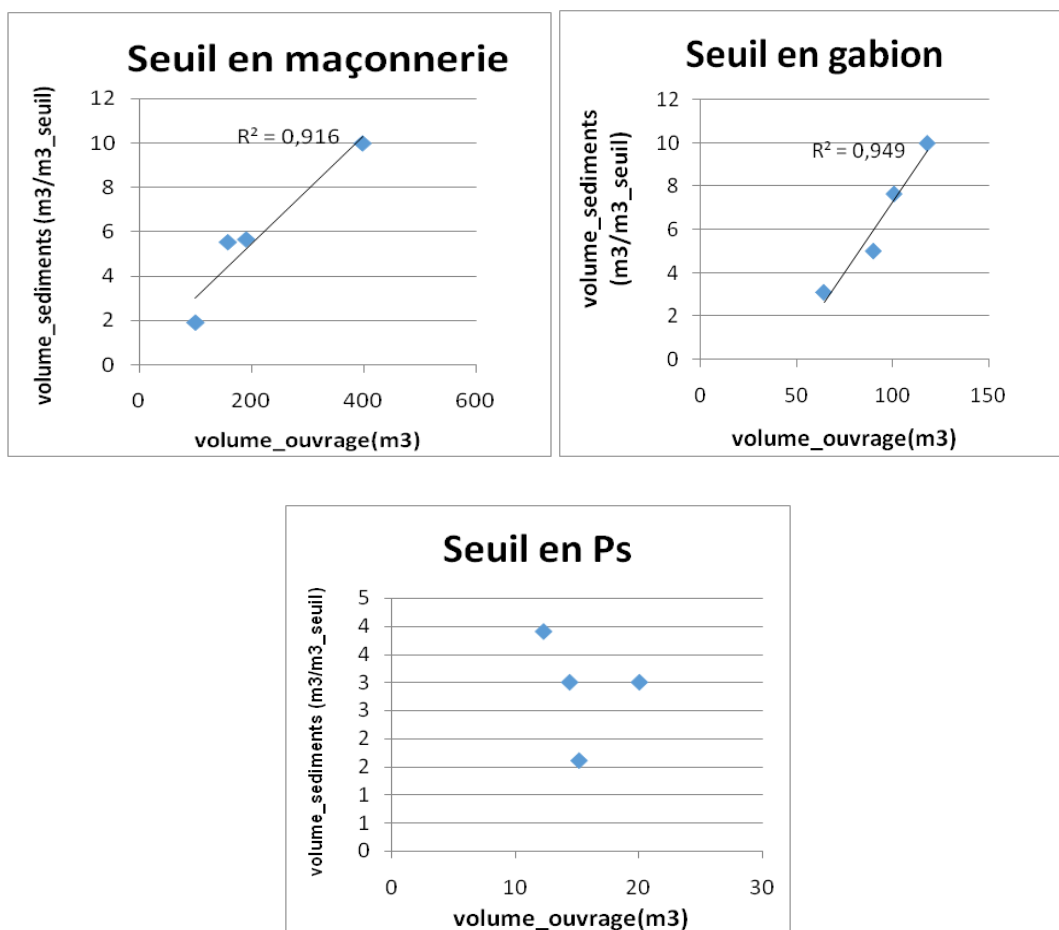 Seuil en maçonnerie
volume_sediments (m3/m3_seuil)
12
10
8
6
4
2
0
R² = 0,916
0 200 400 600
volume_ouvrage(m3)
Seuil en gabion
volume_sediments
(m3/m3_seuil)
12
10
8
6
4
2
0
R² = 0,949
0 50 100 150
volume_ouvrage(m3)
Seuil en Ps
volume_sediments (m3/m3_seuil)
5
4
4
3
3
2
2
1
1
0
0 10 20 30
volume_ouvrage(m3)